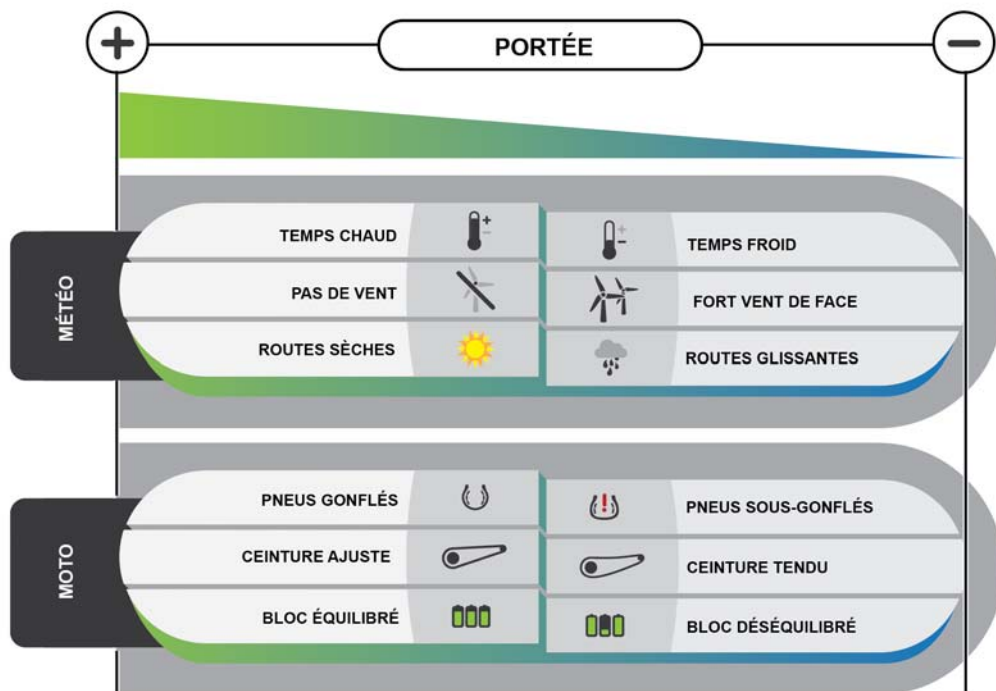 PORTÉE
MÉTÉO
TEMPS CHAUD
TEMPS FROID
PAS DE VENT
FORT VENT DE FACE
ROUTES SÈCHES
ROUTES GLISSANTES
MOTO
PNEUS GONFLÉS
PNEUS SOUS-GONFLÉS
CEINTURE AJUSTE
CEINTURE TENDU
BLOC ÉQUILIBRÉ
BLOC DÉSÉQUILIBRÉ